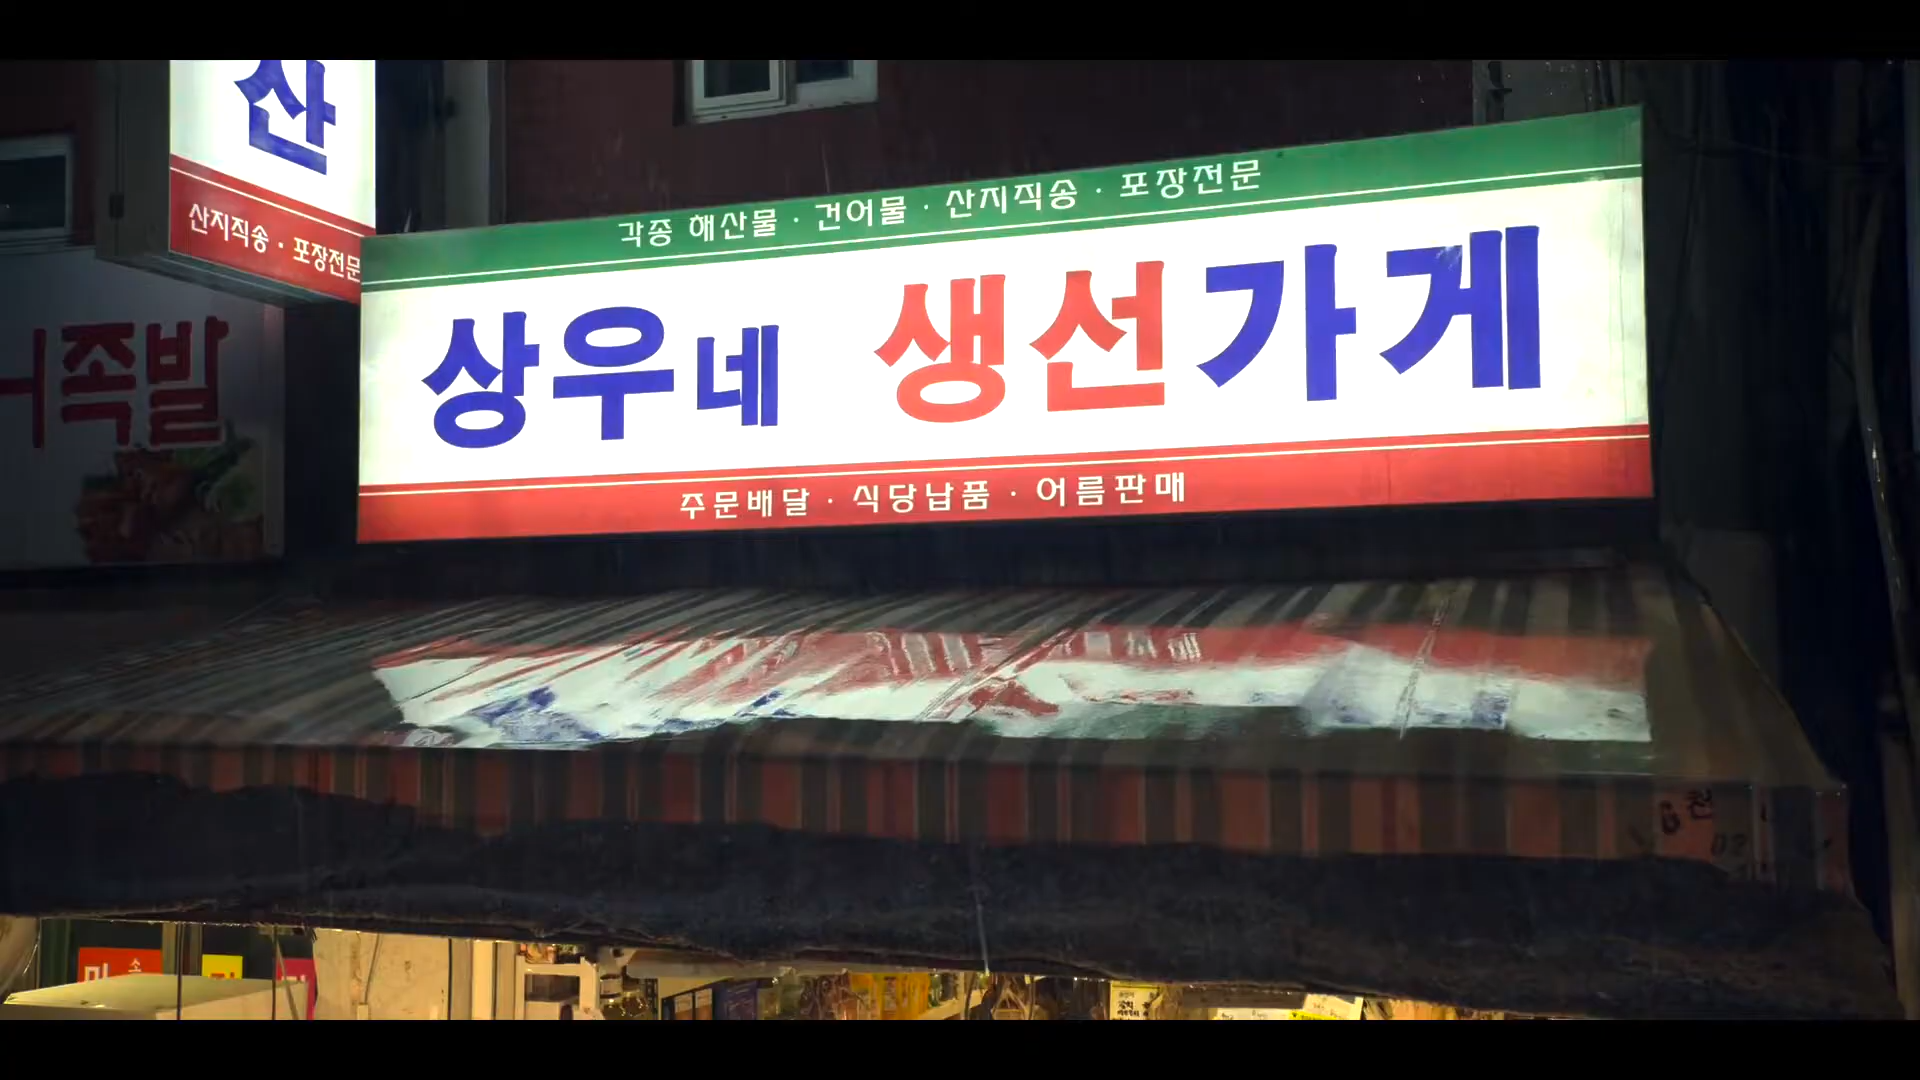 산
산지직송 · 포장전문
족발
각종 해산물 · 건어물 · 산지직송 · 포장전문
상우네 생선가게
주문배달 · 식당납품 · 어름판매